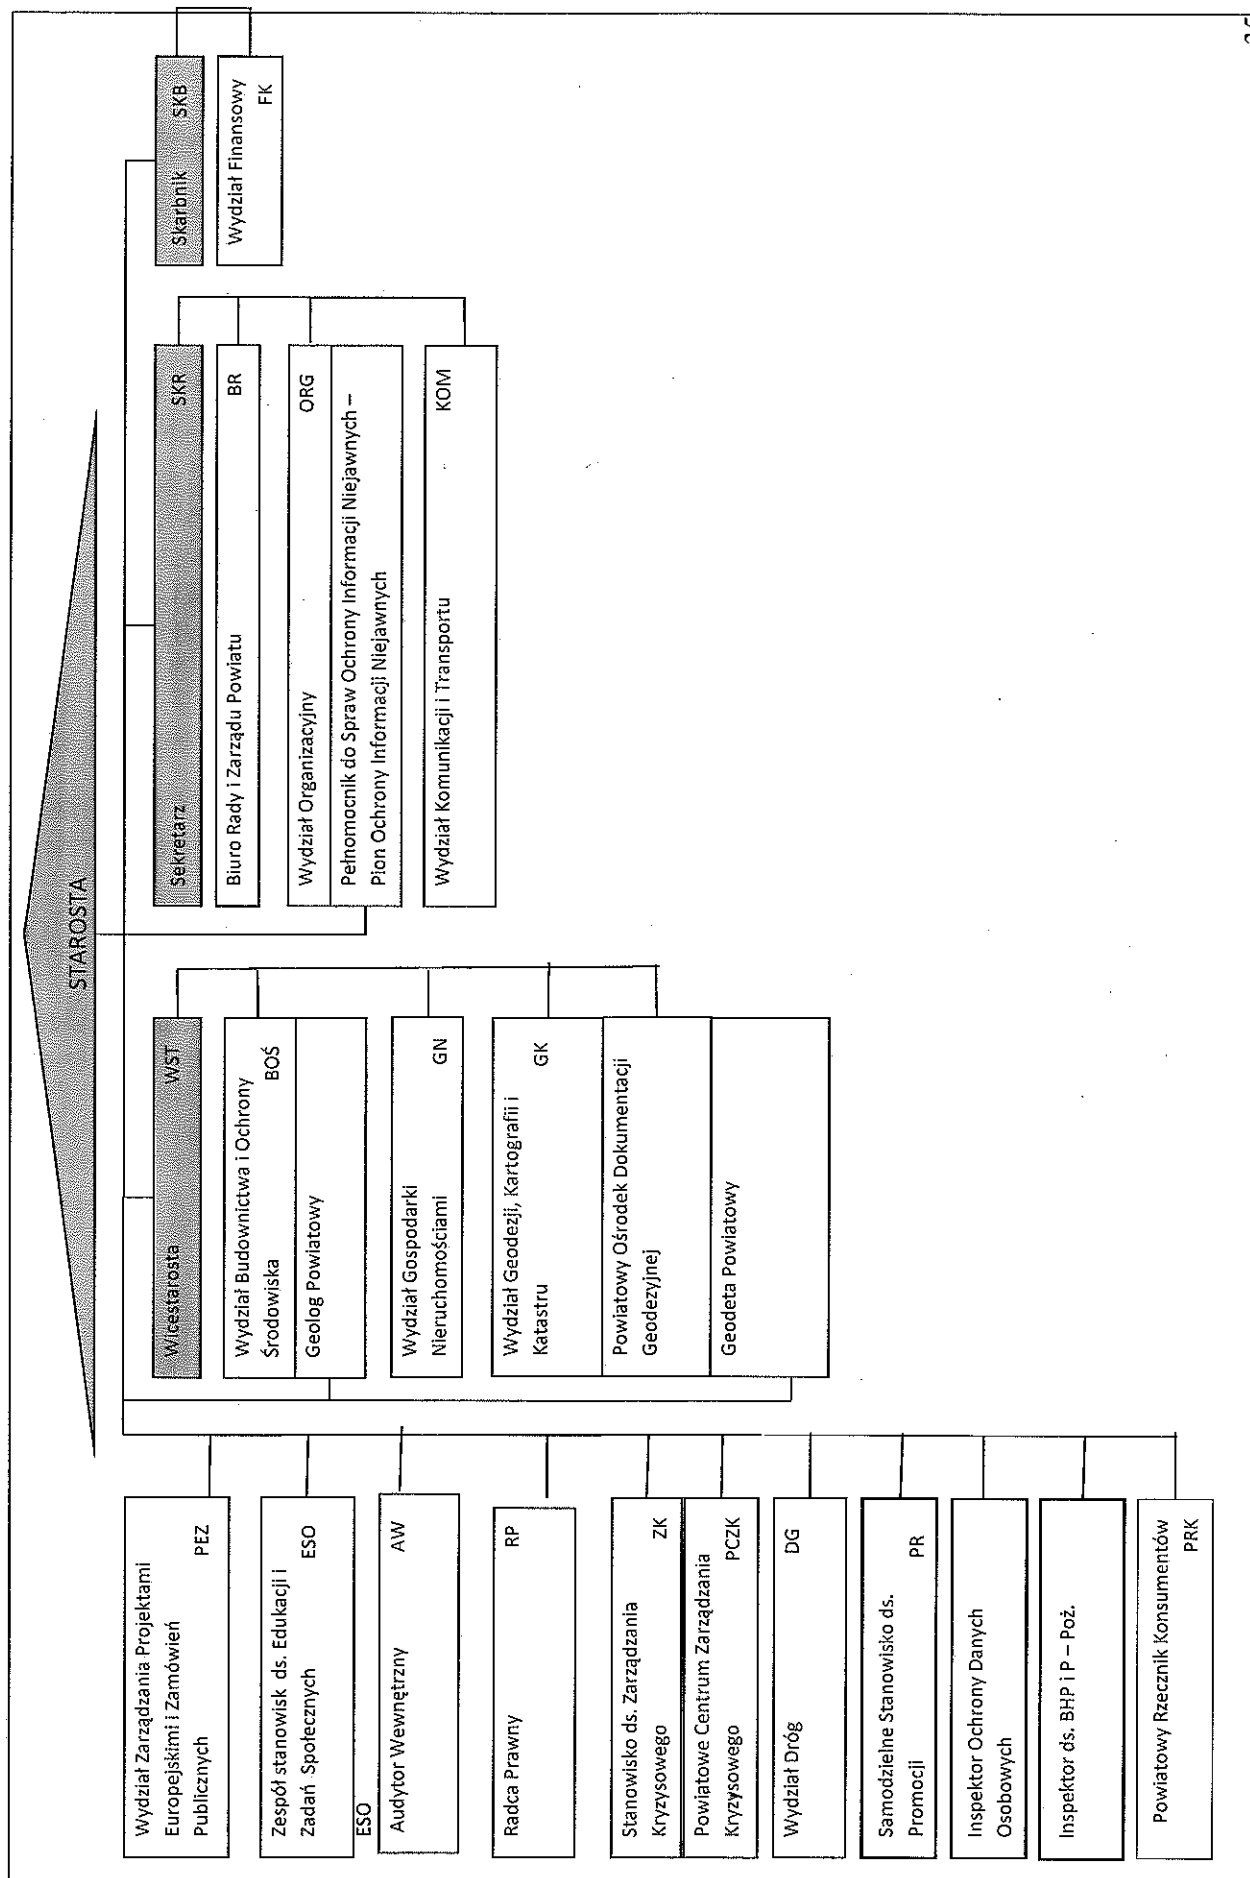 STAROSTA
Wydział Zarządzania Projektami
Europejskimi i Zamówień
Publicznych PEZ
Zespół stanowisk ds. Edukacji i
Zadań Społecznych ESO
ESO
Audytor Wewnętrzny AW
Radca Prawny RP
Stanowisko ds. Zarządzania
Kryzysowego ZK
Powiatowe Centrum Zarządzania
Kryzysowego PCZK
Wydział Dróg DG
Samodzielne Stanowisko ds.
Promocji PR
Inspektor Ochrony Danych
Osobowych
Inspektor ds. BHP i P – Poż.
Powiatowy Rzecznik Konsumentów
PRK
Wicestarosta WST
Wydział Budownictwa i Ochrony
Środowiska BOŚ
Geolog Powiatowy
Wydział Gospodarki
Nieruchomościami GN
Wydział Geodezji, Kartografii i
Katastru GK
Powiatowy Ośrodek Dokumentacji
Geodezyjnej
Geodeta Powiatowy
Sekretarz SKR
Biuro Rady i Zarządu Powiatu BR
Wydział Organizacyjny ORG
Pełnomocnik do Spraw Ochrony Informacji Niejawnych –
Pion Ochrony Informacji Niejawnych
Wydział Komunikacji i Transportu KOM
Skarbnik SKB
Wydział Finansowy
FK